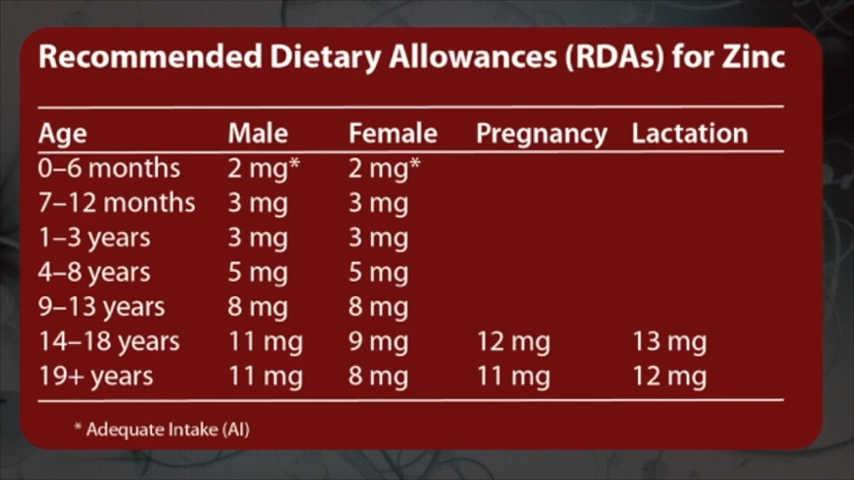 Recommended Dietary Allowances (RDAs) for Zinc
Age Male Female Pregnancy Lactation
0–6 months 2 mg* 2 mg*
7–12 months 3 mg 3 mg
1–3 years 3 mg 3 mg
4–8 years 5 mg 5 mg
9–13 years 8 mg 8 mg
14–18 years 11 mg 9 mg 12 mg 13 mg
19+ years 11 mg 8 mg 11 mg 12 mg
* Adequate Intake (AI)